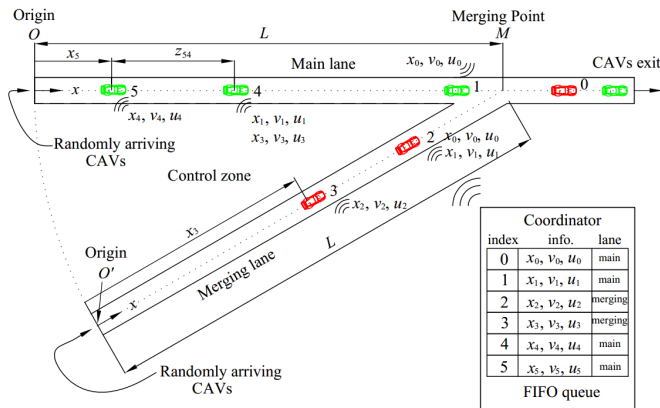 Origin
O
L
Merging Point
M
x5
z54
Main lane
x0, v0, u0
CAVs exit
x
5
4
1
0
x4, v4, u4
x1, v1, u1
x3, v3, u3
Randomly arriving
CAVs
2
x0, v0, u0
x1, v1, u1
Control zone
3
x2, v2, u2
x3
L
Origin
O'
x
Merging lane
Randomly arriving
CAVs
Coordinator
index info. lane
0 x0, v0, u0 main
1 x1, v1, u1 main
2 x2, v2, u2 merging
3 x3, v3, u3 merging
4 x4, v4, u4 main
5 x5, v5, u5 main
FIFO queue